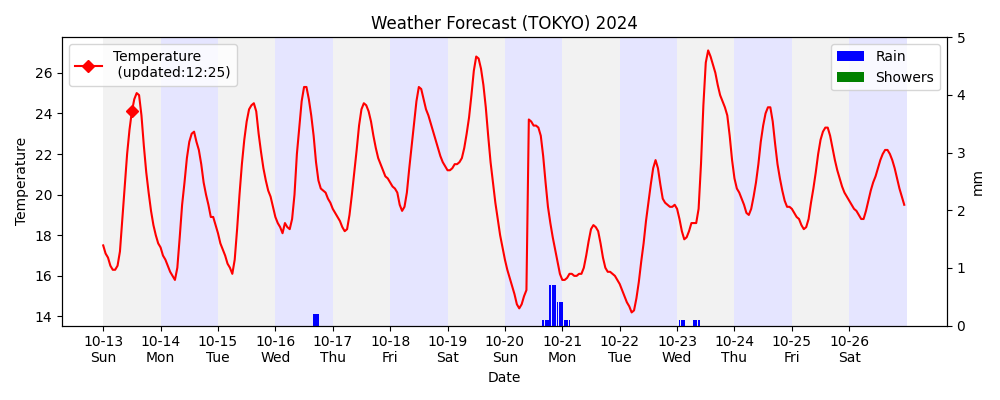 Weather Forecast (TOKYO) 2024
Temperature
(updated:12:25)
Rain
Showers
Temperature
26
24
22
20
18
16
14
5
4
3
2
1
0
mm
10-13 10-14 10-15 10-16 10-17 10-18 10-19 10-20 10-21 10-22 10-23 10-24 10-25 10-26
Sun Mon Tue Wed Thu Fri Sat Sun Mon Tue Wed Thu Fri Sat
Date